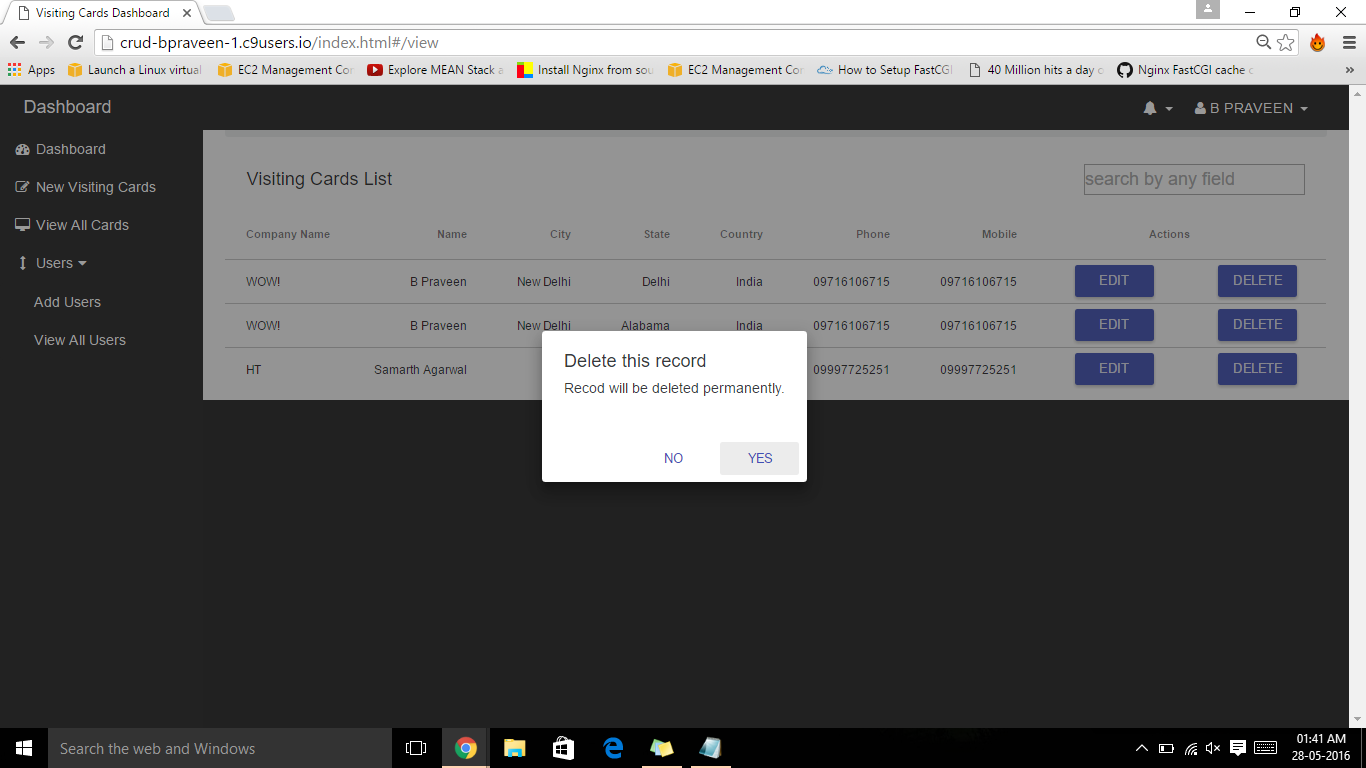 Visiting Cards Dashboard
crud-bpraveen-1.c9users.io/index.html#/view
Apps Launch a Linux virtual EC2 Management Con Explore MEAN Stack a Install Nginx from sou EC2 Management Con How to Setup FastCGI 40 Million hits a day o Nginx FastCGI cache c »
Dashboard B PRAVEEN
Dashboard
New Visiting Cards
View All Cards
Users
Add Users
View All Users
Visiting Cards List search by any field
Company Name Name City State Country Phone Mobile Actions
WOW! B Praveen New Delhi Delhi India 09716106715 09716106715 EDIT DELETE
WOW! B Praveen New Delhi Alabama India 09716106715 09716106715 EDIT DELETE
HT Samarth Agarwal 09997725251 09997725251 EDIT DELETE
Delete this record
Recod will be deleted permanently.
NO YES
Search the web and Windows
01:41 AM
28-05-2016